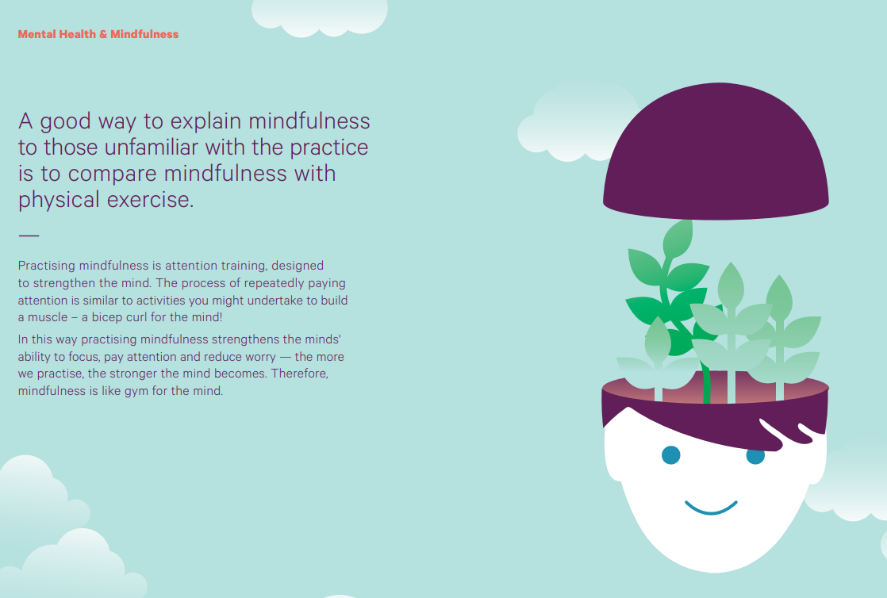 Mental Health & Mindfulness
A good way to explain mindfulness
to those unfamiliar with the practice
is to compare mindfulness with
physical exercise.
Practising mindfulness is attention training, designed
to strengthen the mind. The process of repeatedly paying
attention is similar to activities you might undertake to build
a muscle – a bicep curl for the mind!
In this way practising mindfulness strengthens the minds'
ability to focus, pay attention and reduce worry — the more
we practise, the stronger the mind becomes. Therefore,
mindfulness is like gym for the mind.